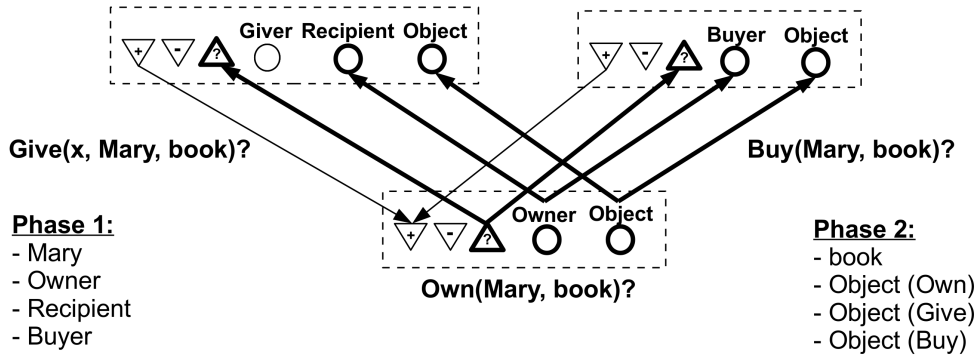 Giver Recipient Object
+ - ?
Buyer Object
+ - ?
Give(x, Mary, book)?
Buy(Mary, book)?
Owner Object
+ - ?
Own(Mary, book)?
Phase 1:
- Mary
- Owner
- Recipient
- Buyer
Phase 2:
- book
- Object (Own)
- Object (Give)
- Object (Buy)